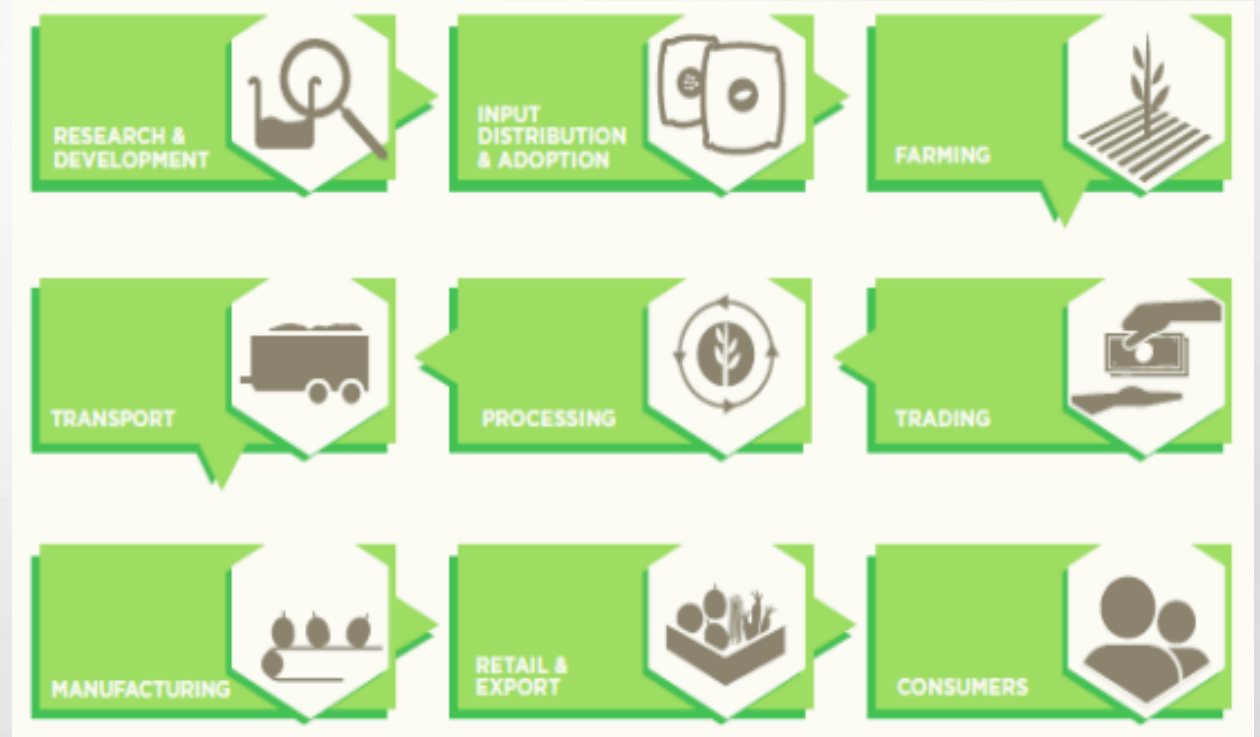 RESEARCH &
DEVELOPMENT
INPUT
DISTRIBUTION
& ADOPTION
FARMING
TRANSPORT
PROCESSING
TRADING
MANUFACTURING
RETAIL &
EXPORT
CONSUMERS